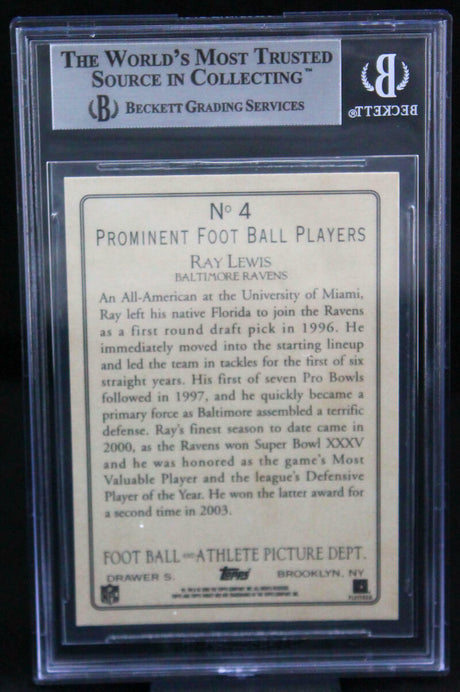 THE WORLD'S MOST TRUSTED
SOURCE IN COLLECTING™
B BECKETT GRADING SERVICES
B
BECKETT®
Nº 4
PROMINENT FOOT BALL PLAYERS
RAY LEWIS
BALTIMORE RAVENS
An All-American at the University of Miami,
Ray left his native Florida to join the Ravens
as a first round draft pick in 1996. He
immediately moved into the starting lineup
and led the team in tackles for the first of six
straight years. His first of seven Pro Bowls
followed in 1997, and he quickly became a
primary force as Baltimore assembled a terrific
defense. Ray's finest season to date came in
2000, as the Ravens won Super Bowl XXXV
and he was honored as the game's Most
Valuable Player and the league's Defensive
Player of the Year. He won the latter award for
a second time in 2003.
FOOT BALL AND ATHLETE PICTURE DEPT.
DRAWER S. Topps BROOKLYN, NY
NFL
PLAYERS